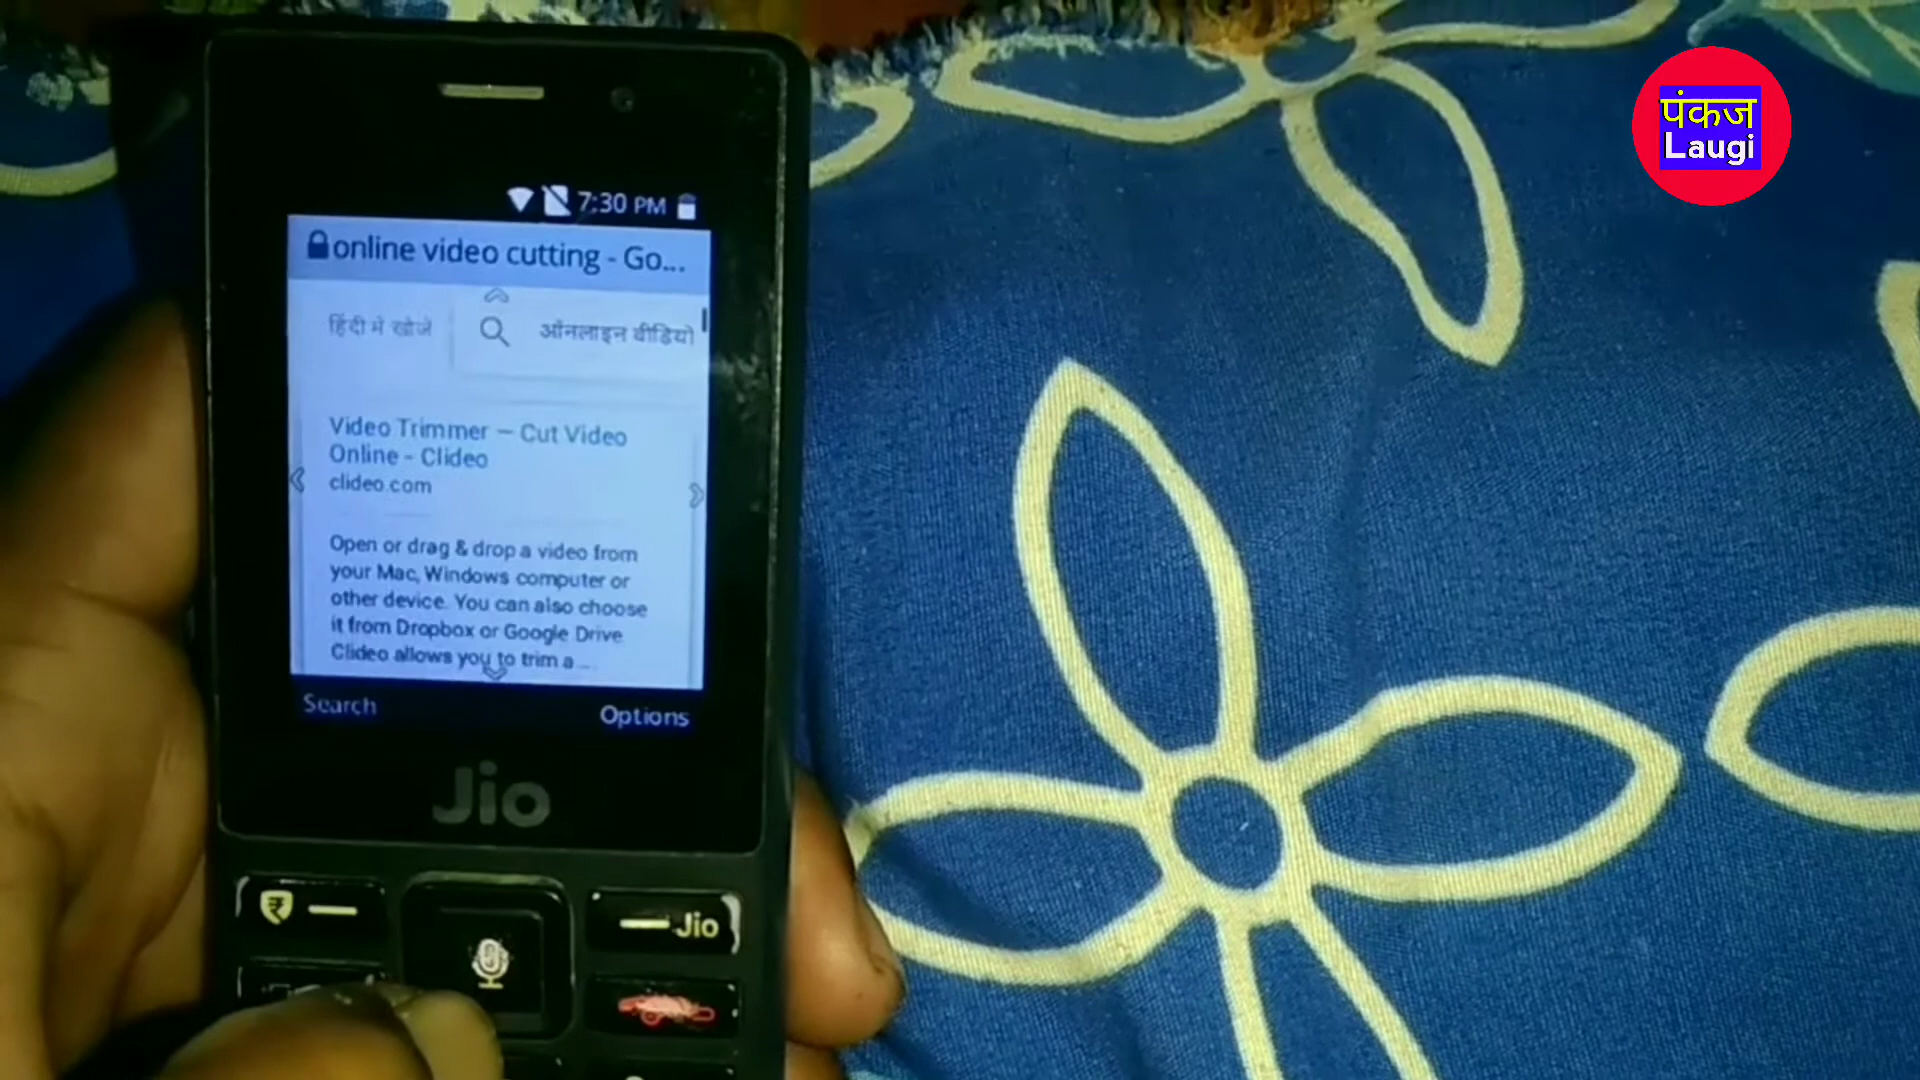 7:30 PM
online video cutting - Go...
हिंदी में खोजें
ऑनलाइन वीडियो
Video Trimmer — Cut Video
Online - Clideo
clideo.com
Open or drag & drop a video from
your Mac, Windows computer or
other device. You can also choose
it from Dropbox or Google Drive
Clideo allows you to trim a ...
Search
Options
Jio
Jio
पंकज
Laugi